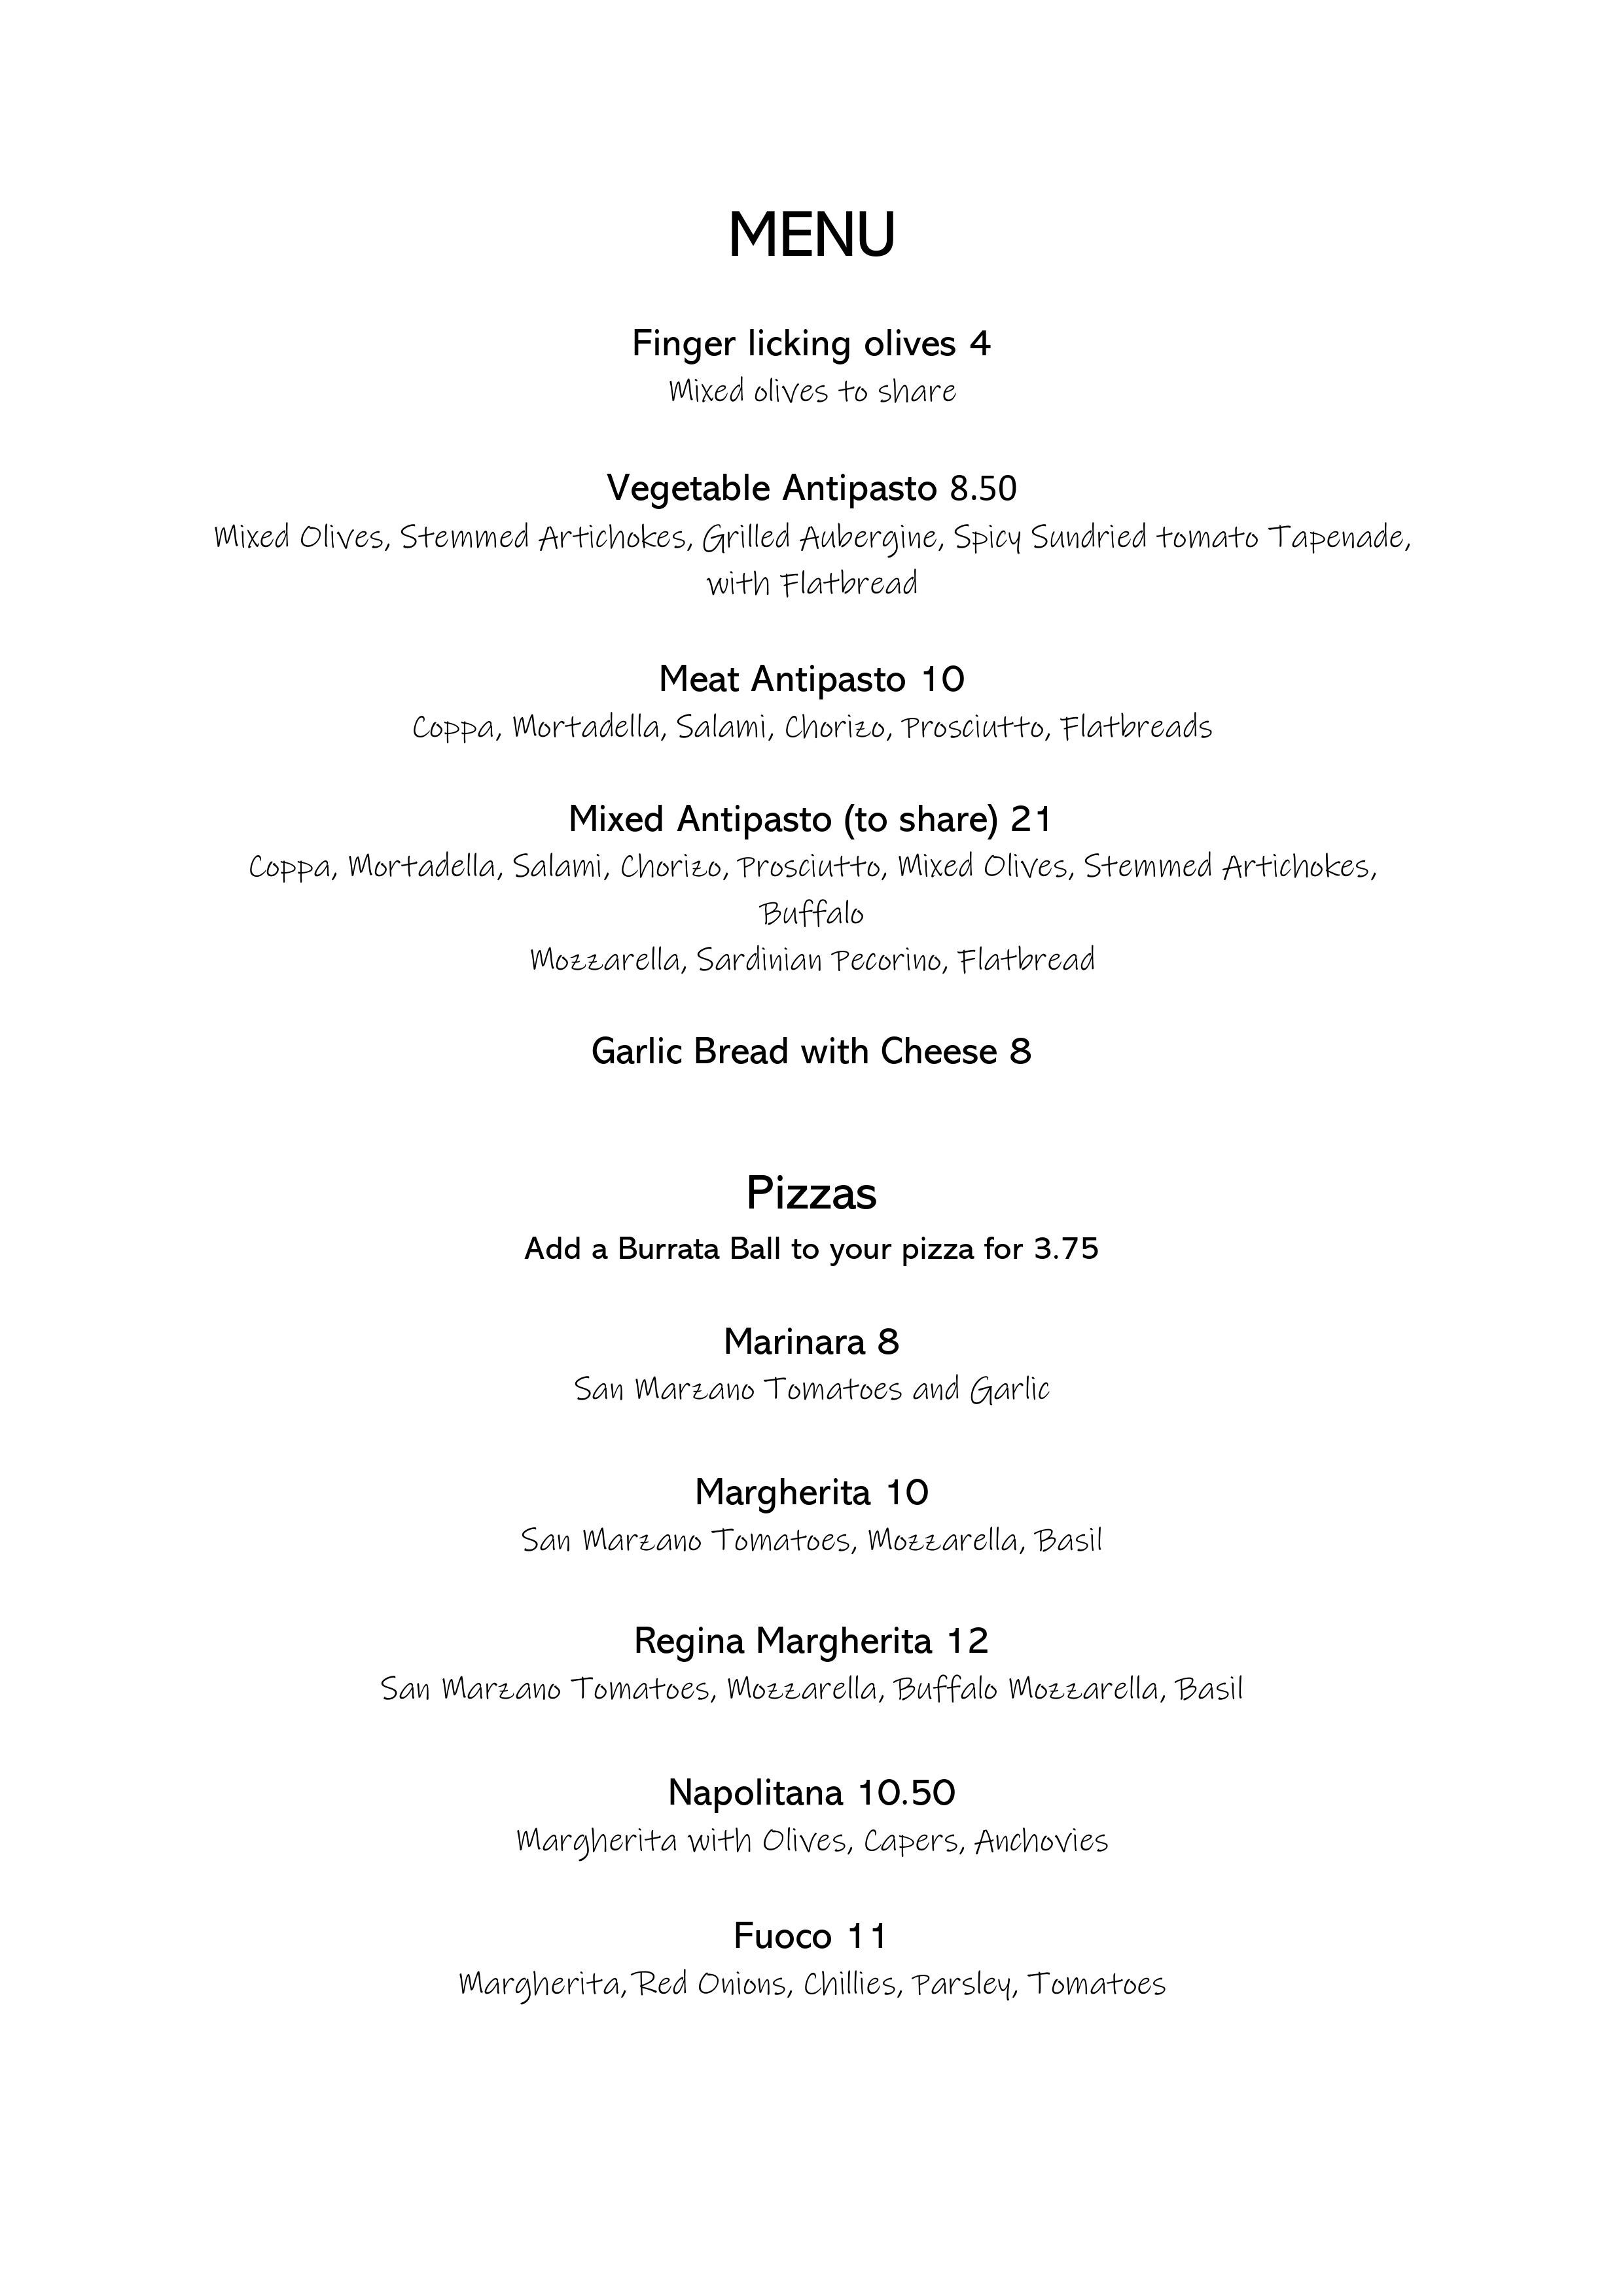 MENU
Finger licking olives 4
Mixed olives to share
Vegetable Antipasto 8.50
Mixed Olives, Stemmed Artichokes, Grilled Aubergine, Spicy Sundried tomato Tapenade,
with Flatbread
Meat Antipasto 10
Coppa, Mortadella, Salami, Chorizo, Prosciutto, Flatbreads
Mixed Antipasto (to share) 21
Coppa, Mortadella, Salami, Chorizo, Prosciutto, Mixed Olives, Stemmed Artichokes,
Buffalo
Mozzarella, Sardinian Pecorino, Flatbread
Garlic Bread with Cheese 8
Pizzas
Add a Burrata Ball to your pizza for 3.75
Marinara 8
San Marzano Tomatoes and Garlic
Margherita 10
San Marzano Tomatoes, Mozzarella, Basil
Regina Margherita 12
San Marzano Tomatoes, Mozzarella, Buffalo Mozzarella, Basil
Napolitana 10.50
Margherita with Olives, Capers, Anchovies
Fuoco 11
Margherita, Red Onions, Chillies, Parsley, Tomatoes